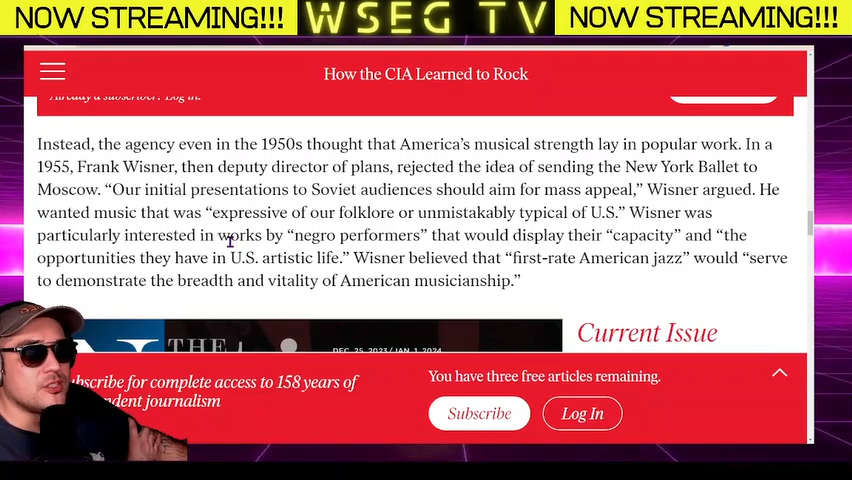 NOW STREAMING!!! WSEG TV NOW STREAMING!!!
How the CIA Learned to Rock
Already a subscriber? Log in.
Instead, the agency even in the 1950s thought that America's musical strength lay in popular work. In a
1955, Frank Wisner, then deputy director of plans, rejected the idea of sending the New York Ballet to
Moscow. “Our initial presentations to Soviet audiences should aim for mass appeal,” Wisner argued. He
wanted music that was “expressive of our folklore or unmistakably typical of U.S.” Wisner was
particularly interested in works by “negro performers” that would display their “capacity” and “the
opportunities they have in U.S. artistic life.” Wisner believed that “first-rate American jazz” would “serve
to demonstrate the breadth and vitality of American musicianship.”
THE
DEC. 25, 2023/JAN. 1, 2024
Current Issue
ubscribe for complete access to 158 years of
ndent journalism
You have three free articles remaining.
Subscribe
Log In